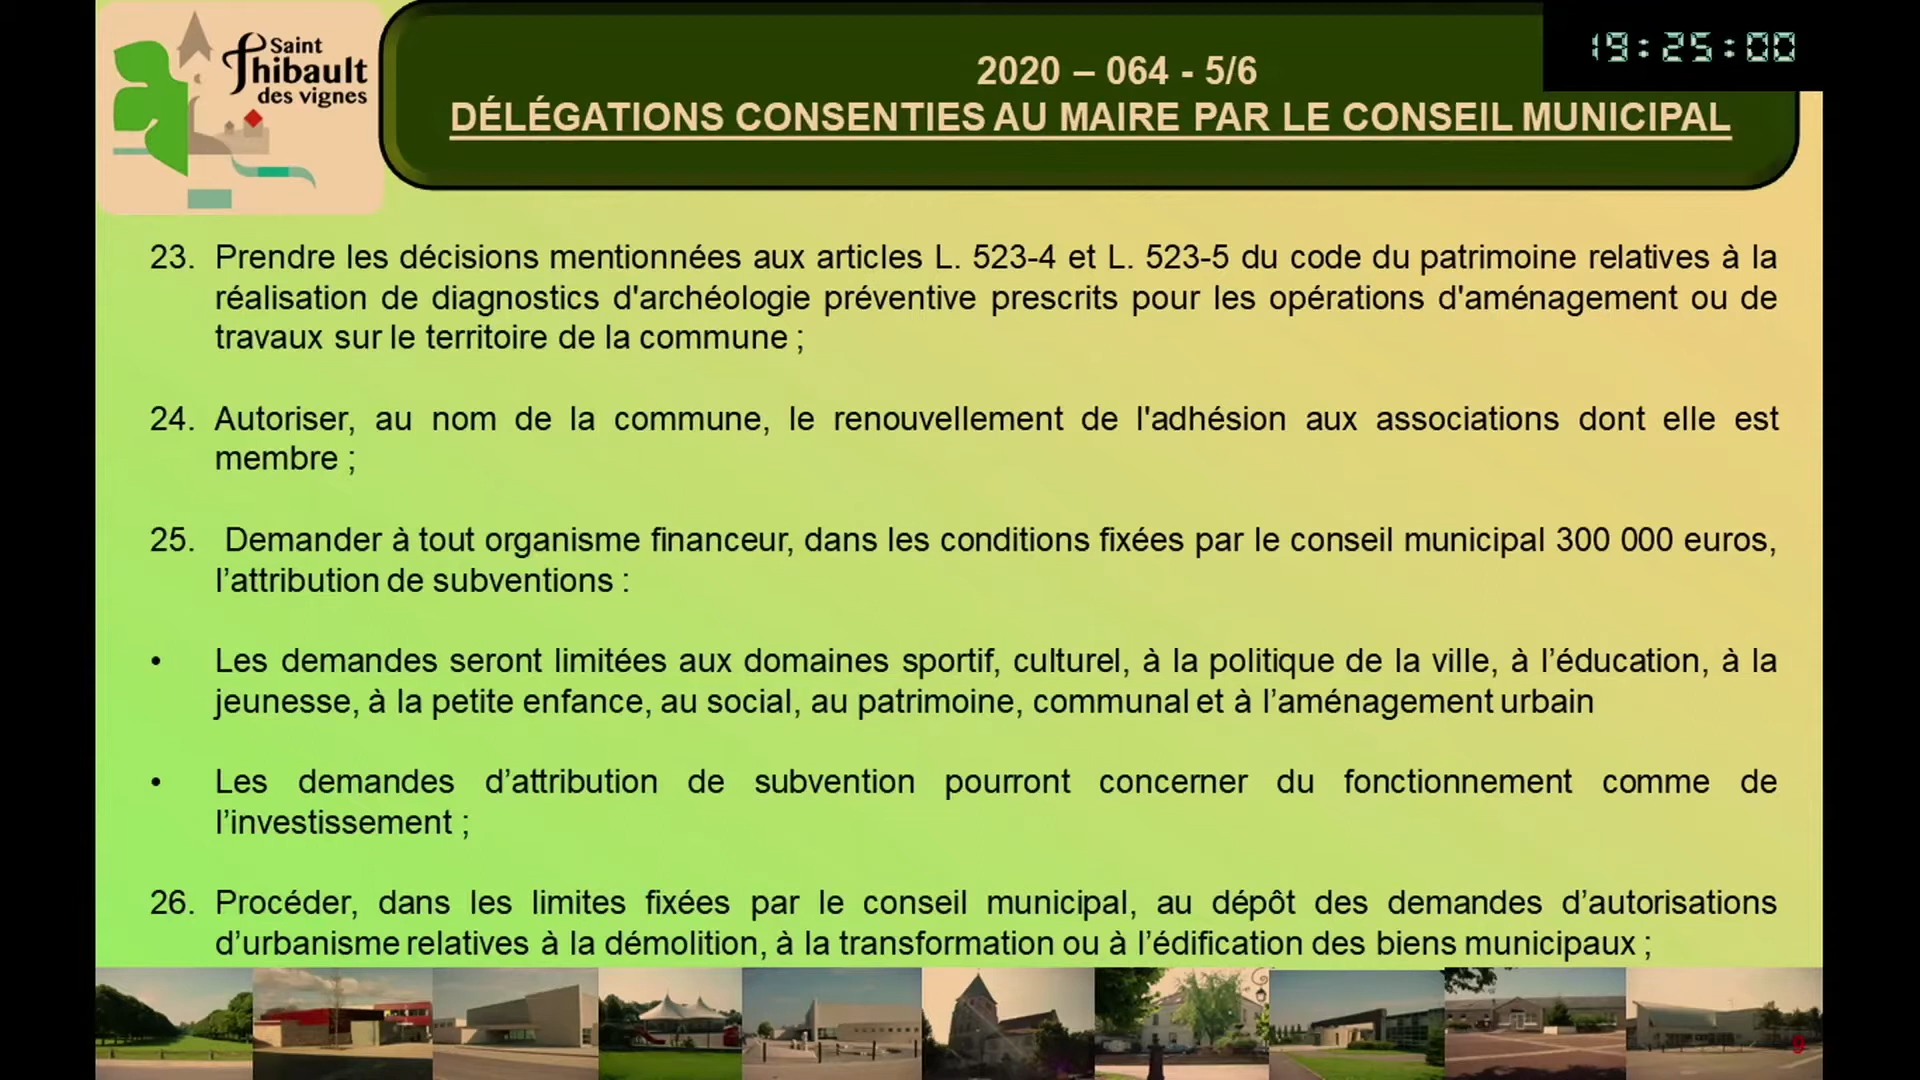 Saint
Thibault
des vignes
2020 – 064 - 5/6
DÉLÉGATIONS CONSENTIES AU MAIRE PAR LE CONSEIL MUNICIPAL
19:25:00
23. Prendre les décisions mentionnées aux articles L. 523-4 et L. 523-5 du code du patrimoine relatives à la
réalisation de diagnostics d'archéologie préventive prescrits pour les opérations d'aménagement ou de
travaux sur le territoire de la commune ;
24. Autoriser, au nom de la commune, le renouvellement de l'adhésion aux associations dont elle est
membre ;
25. Demander à tout organisme financeur, dans les conditions fixées par le conseil municipal 300 000 euros,
l’attribution de subventions :
• Les demandes seront limitées aux domaines sportif, culturel, à la politique de la ville, à l’éducation, à la
jeunesse, à la petite enfance, au social, au patrimoine, communal et à l’aménagement urbain
• Les demandes d’attribution de subvention pourront concerner du fonctionnement comme de
l’investissement ;
26. Procéder, dans les limites fixées par le conseil municipal, au dépôt des demandes d’autorisations
d’urbanisme relatives à la démolition, à la transformation ou à l’édification des biens municipaux ;
9